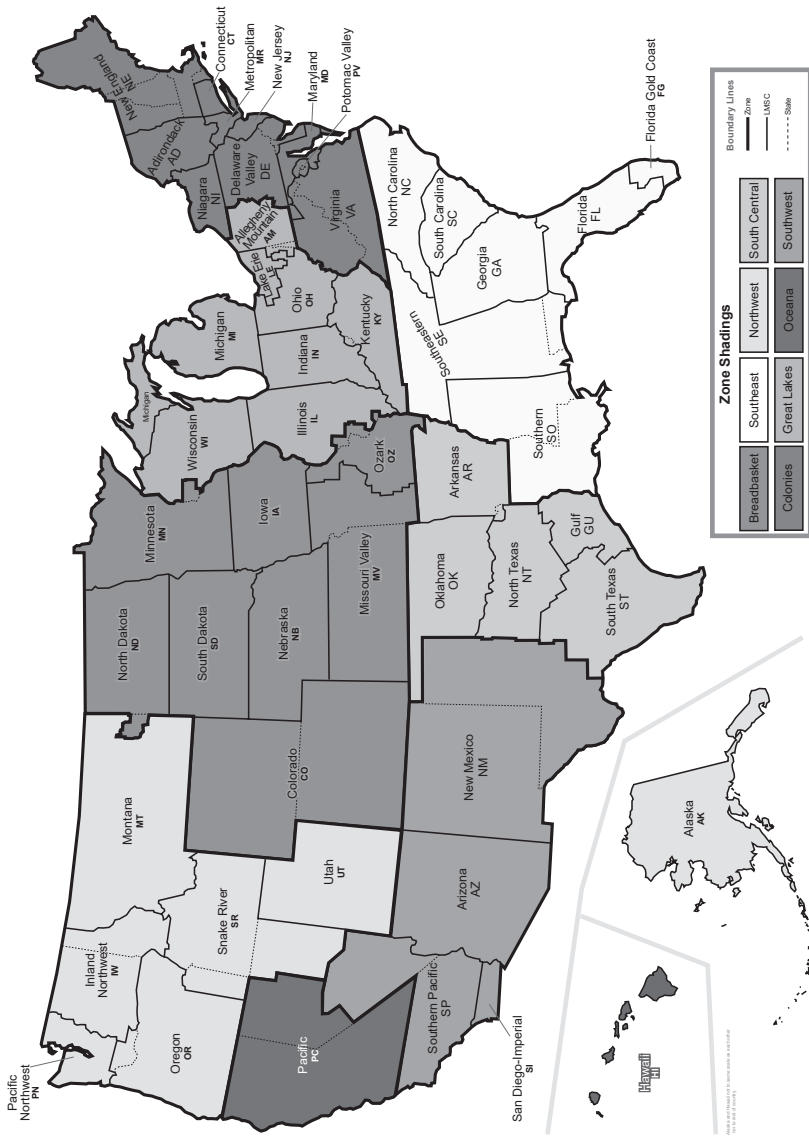 Pacific
Northwest
PN
Inland
Northwest
IW
Montana
MT
North Dakota
ND
Minnesota
MN
Michigan
Wisconsin
WI
Michigan
MI
Niagara
NI
Adirondack
AD
New England
NE
Connecticut
CT
Metropolitan
MR
New Jersey
NJ
Maryland
MD
Potomac Valley
PV
Oregon
OR
Snake River
SR
South Dakota
SD
Iowa
IA
Illinois
IL
Indiana
IN
Ohio
OH
Lake Erie
LE
Allegheny
Mountain
AM
Delaware
Valley
DE
Virginia
VA
Pacific
PC
Utah
UT
Colorado
CO
Nebraska
NB
Missouri Valley
MV
Ozark
OZ
Kentucky
KY
North Carolina
NC
South Carolina
SC
Southern Pacific
SP
San Diego-Imperial
SI
Arizona
AZ
New Mexico
NM
Oklahoma
OK
Arkansas
AR
Southeastern
SE
Georgia
GA
North Texas
NT
Gulf
GU
South Texas
ST
Southern
SO
Florida
FL
Florida Gold Coast
FG
Hawaii
HI
Alaska
AK
Zone Shadings
Breadbasket
Southeast
Northwest
South Central
Colonies
Great Lakes
Oceana
Southwest
Boundary Lines
Zone
LMSC
State